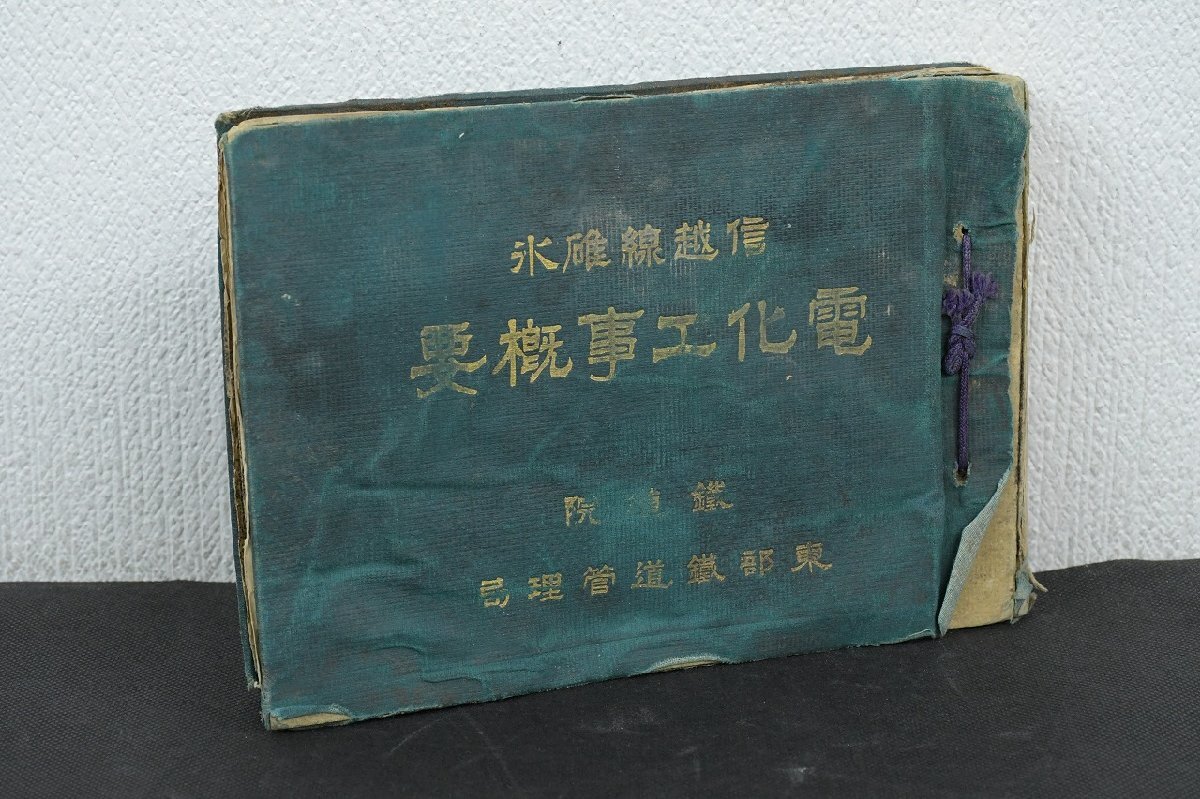 信越線碓氷
電化工事概要
鐵道院
東部鐵道管理局